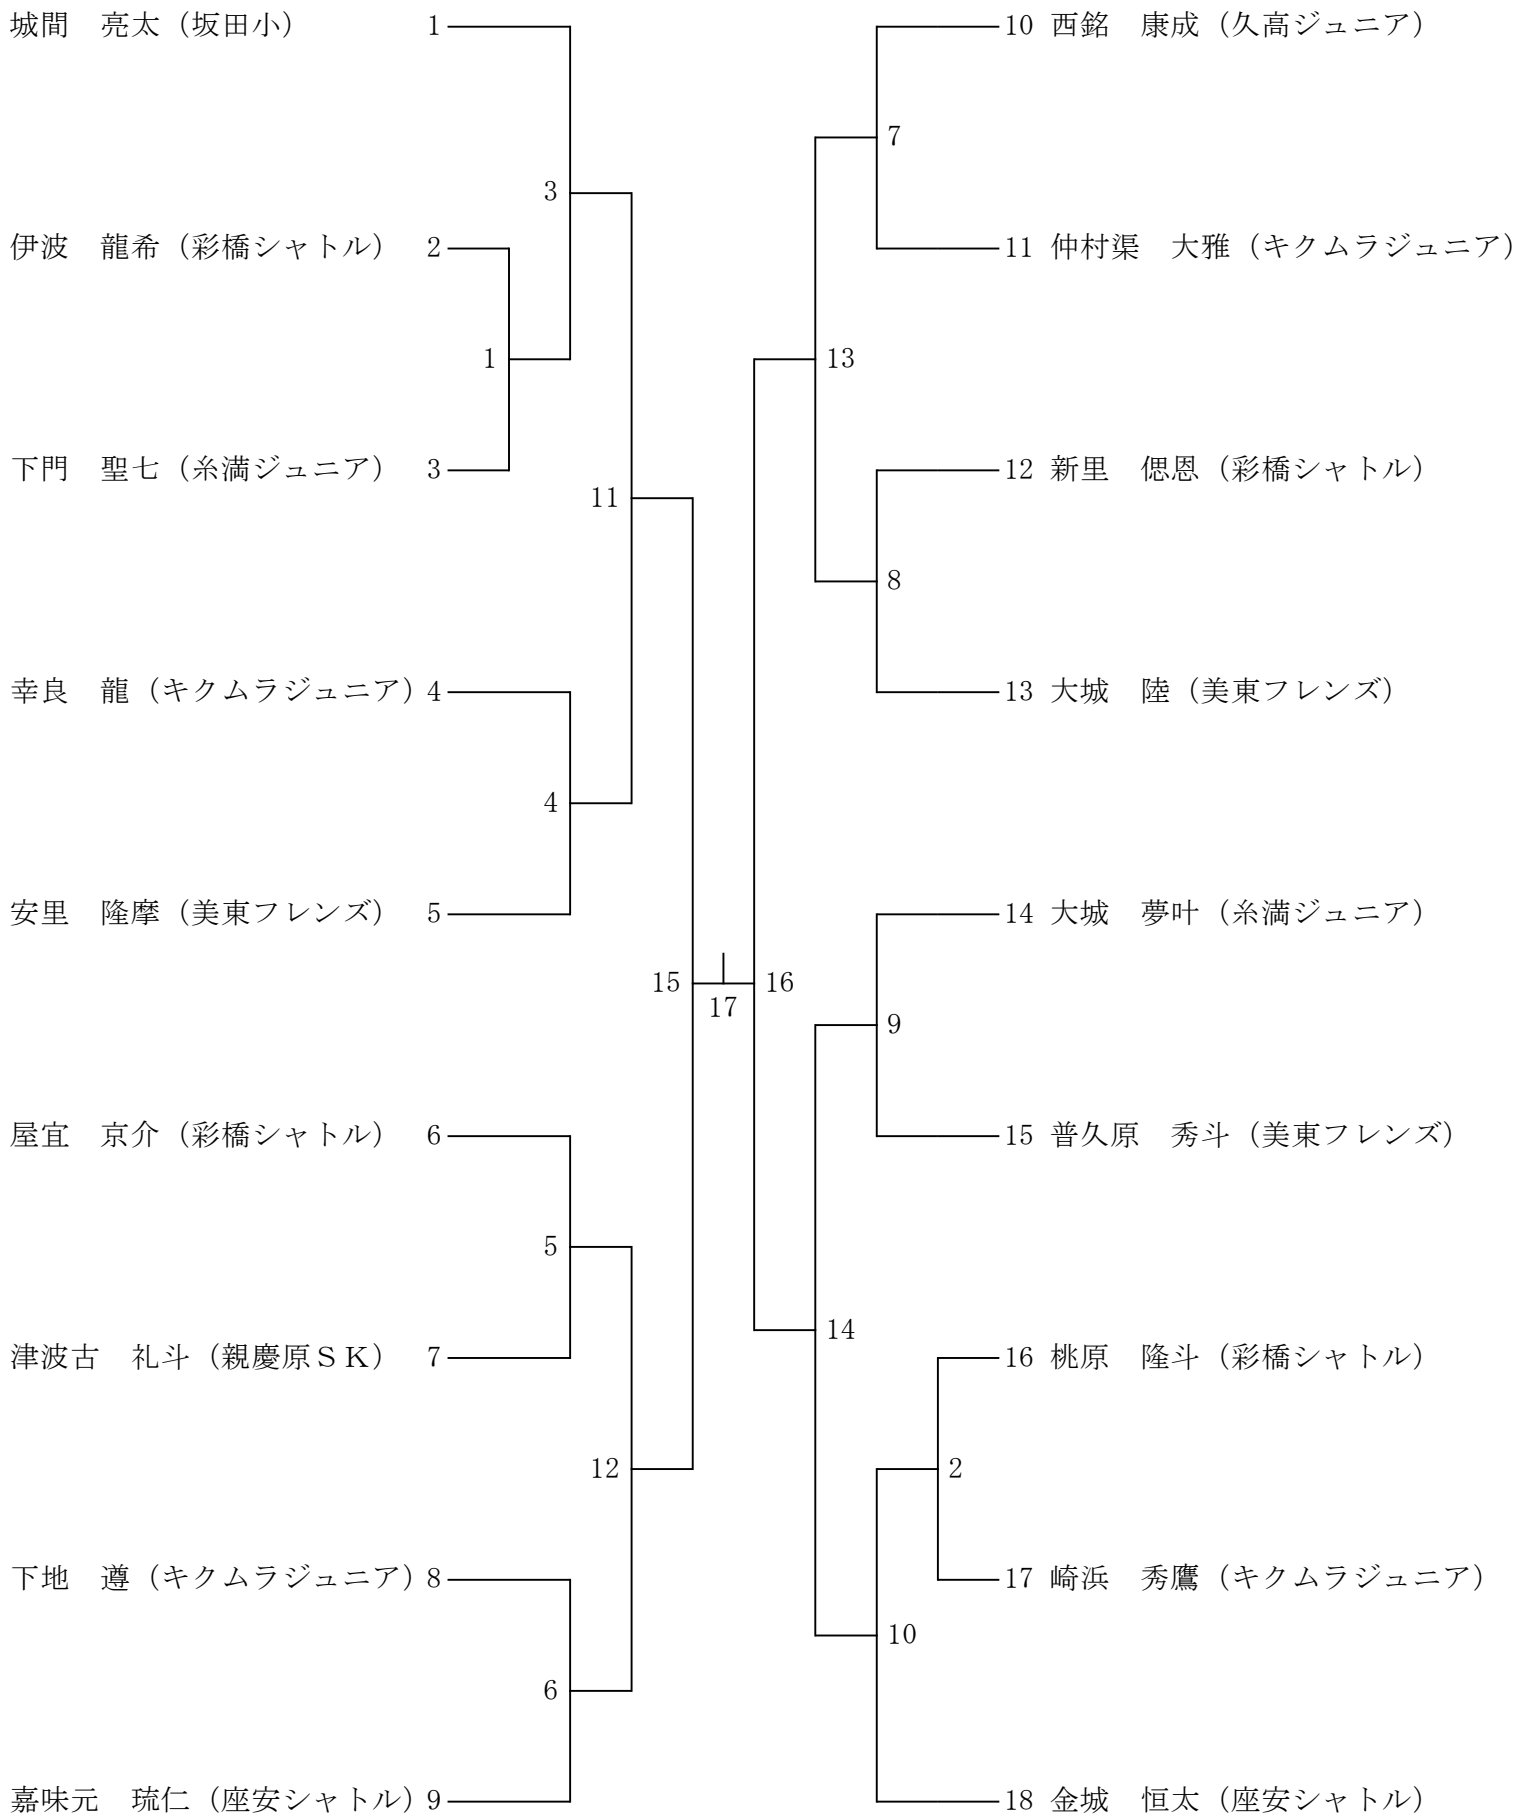 城間　亮太（坂田小）　1
伊波　龍希（彩橋シャトル）　2
下門　聖七（糸満ジュニア）　3
幸良　龍（キクムラジュニア）4
安里　隆摩（美東フレンズ）　5
屋宜　京介（彩橋シャトル）　6
津波古　礼斗（親慶原ＳＫ）　7
下地　遵（キクムラジュニア）8
嘉味元　琉仁（座安シャトル）9
1
3
4
11
5
6
12
15
17
16
13
7
8
14
9
2
10
10 西銘　康成（久高ジュニア）
11 仲村渠　大雅（キクムラジュニア）
12 新里　偲恩（彩橋シャトル）
13 大城　陸（美東フレンズ）
14 大城　夢叶（糸満ジュニア）
15 普久原　秀斗（美東フレンズ）
16 桃原　隆斗（彩橋シャトル）
17 崎浜　秀鷹（キクムラジュニア）
18 金城　恒太（座安シャトル）